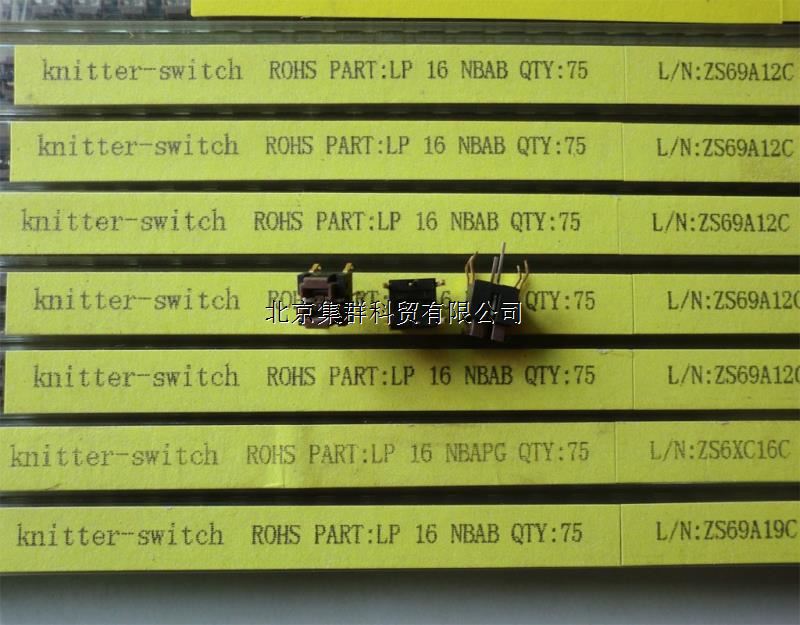 knitter-switch ROHS PART:LP 16 NBAB QTY:75 L/N:ZS69A12C
knitter-switch ROHS PART:LP 16 NBAB QTY:75 L/N:ZS69A12C
knitter-switch ROHS PART:LP 16 NBAB QTY:75 L/N:ZS69A12C
knitter-switch QTY:75 L/N:ZS69A12C
北京集群科贸有限公司
knitter-switch ROHS PART:LP 16 NBAB QTY:75 L/N:ZS69A12C
knitter-switch ROHS PART:LP 16 NBAPG QTY:75 L/N:ZS6XC16C
knitter-switch ROHS PART:LP 16 NBAB QTY:75 L/N:ZS69A19C